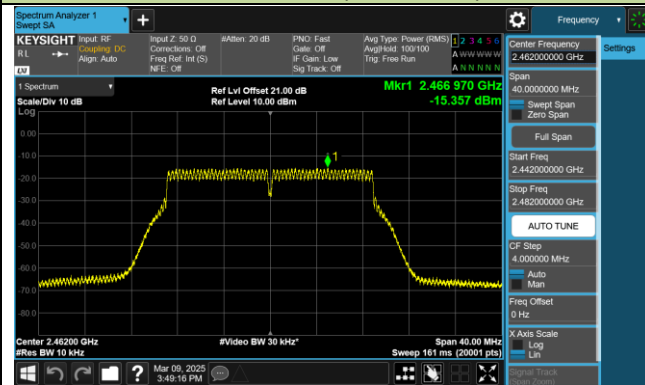 Spectrum Analyzer 1
Swept SA
Frequency
KEYSIGHT
RL
LXI
Input: RF
Coupling: DC
Align: Auto
Input Z: 50 Ω
Corrections: Off
Freq Ref: Int (S)
NFE: Off
#Atten: 20 dB
PNO: Fast
Gate: Off
IF Gain: Low
Sig Track: Off
Avg Type: Power (RMS)
Avg|Hold: 100/100
Trig: Free Run
1 2 3 4 5 6
A W W W W W
A N N N N N
1 Spectrum
Scale/Div 10 dB
Log
Ref Lvl Offset 21.00 dB
Ref Level 10.00 dBm
Mkr1 2.466 970 GHz
-15.357 dBm
0.00
-10.0
-20.0
-30.0
-40.0
-50.0
-60.0
-70.0
-80.0
1
Center 2.46200 GHz
#Res BW 10 kHz
#Video BW 30 kHz*
Span 40.00 MHz
Sweep 161 ms (20001 pts)
Mar 09, 2025
3:49:16 PM
?
Center Frequency
2.462000000 GHz
Settings
Span
40.0000000 MHz
Swept Span
Zero Span
Full Span
Start Freq
2.442000000 GHz
Stop Freq
2.482000000 GHz
AUTO TUNE
CF Step
4.000000 MHz
Auto
Man
Freq Offset
0 Hz
X Axis Scale
Log
Lin
Signal Track
(Span Zoom)